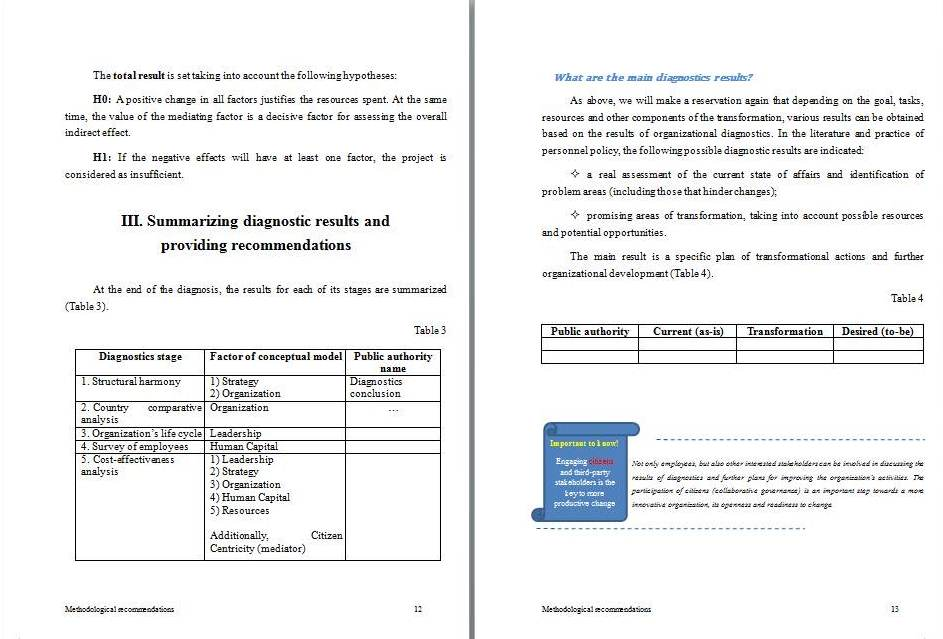 The total result is set taking into account the following hypotheses:
H0: A positive change in all factors justifies the resources spent. At the same
time, the value of the mediating factor is a decisive factor for assessing the overall
indirect effect.
H1: If the negative effects will have at least one factor, the project is
considered as insufficient.
III. Summarizing diagnostic results and
providing recommendations
At the end of the diagnosis, the results for each of its stages are summarized
(Table 3).
Table 3
Diagnostics stage Factor of conceptual model Public authority
name
1. Structural harmony 1) Strategy Diagnostics
2) Organization conclusion
2. Country comparative Organization ...
analysis
3. Organization's life cycle Leadership
4. Survey of employees Human Capital
5. Cost-effectiveness 1) Leadership
analysis 2) Strategy
3) Organization
4) Human Capital
5) Resources
Additionally, Citizen
Centricity (mediator)
Methodological recommendations 12
What are the main diagnostics results?
As above, we will make a reservation again that depending on the goal, tasks,
resources and other components of the transformation, various results can be obtained
based on the results of organizational diagnostics. In the literature and practice of
personnel policy, the following possible diagnostic results are indicated:
✧ a real assessment of the current state of affairs and identification of
problem areas (including those that hinder changes);
✧ promising areas of transformation, taking into account possible resources
and potential opportunities.
The main result is a specific plan of transformational actions and further
organizational development (Table 4).
Table 4
Public authority Current (as-is) Transformation Desired (to-be)
Important to know!
Engaging citizens
and third-party
stakeholders is the
key to more
productive change
Not only employees, but also other interested stakeholders can be involved in discussing the
results of diagnostics and further plans for improving the organization's activities. The
participation of citizens (collaborative governance) is an important step towards a more
innovative organization, its openness and readiness to change.
Methodological recommendations 13